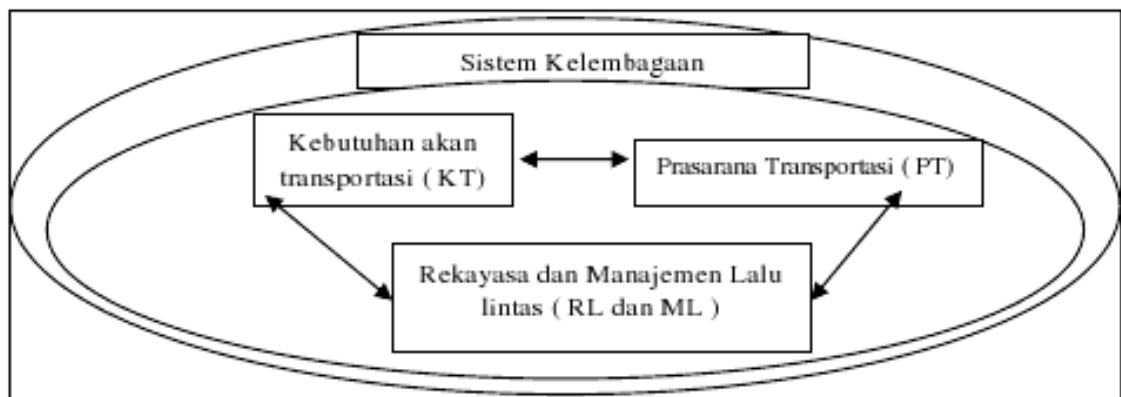 Sistem Kelembagaan
Kebutuhan akan
transportasi ( KT)
Prasarana Transportasi ( PT)
Rekayasa dan Manajemen Lalu
lintas ( RL dan ML )